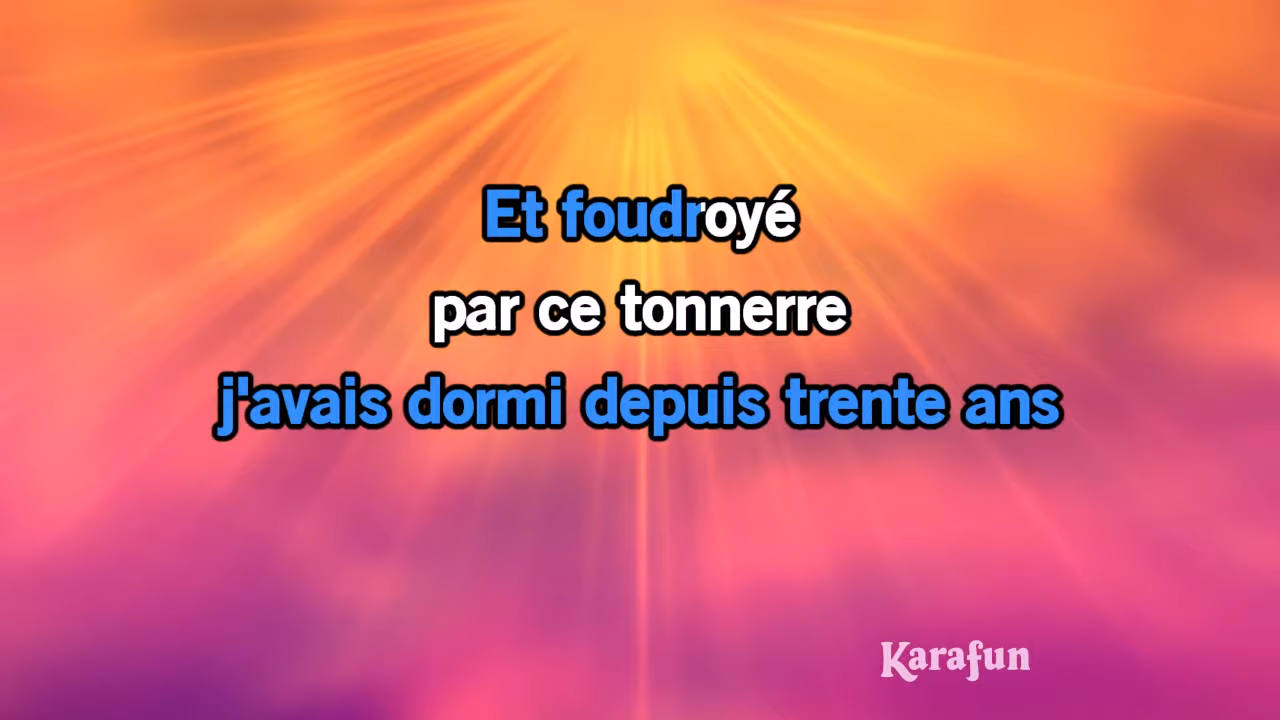 Et foudroyé
par ce tonnerre
j'avais dormi depuis trente ans
Karafun